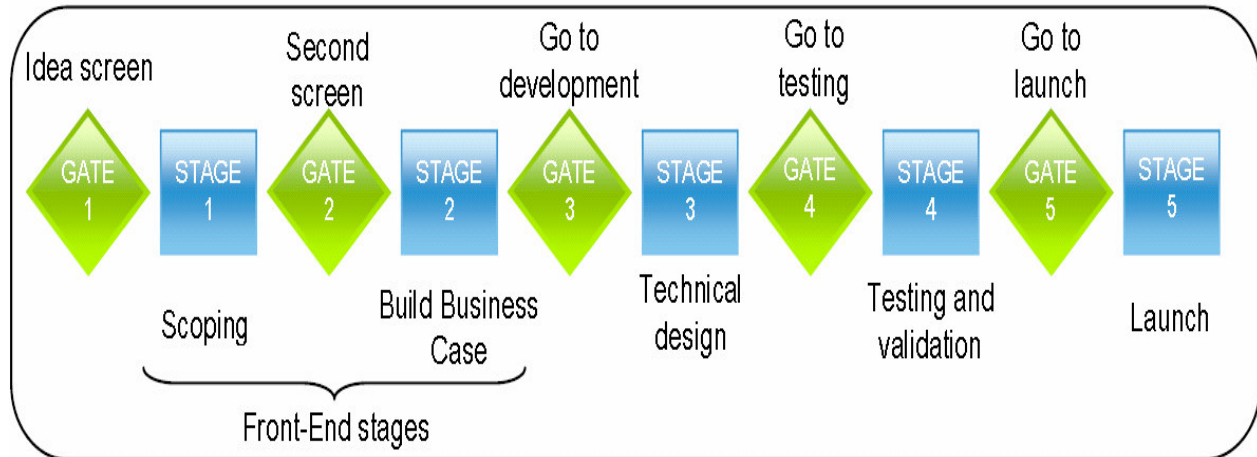 Idea screen
Second
screen
Go to
development
Go to
testing
Go to
launch
GATE
1
STAGE
1
GATE
2
STAGE
2
GATE
3
STAGE
3
GATE
4
STAGE
4
GATE
5
STAGE
5
Scoping
Build Business
Case
Technical
design
Testing and
validation
Launch
Front-End stages